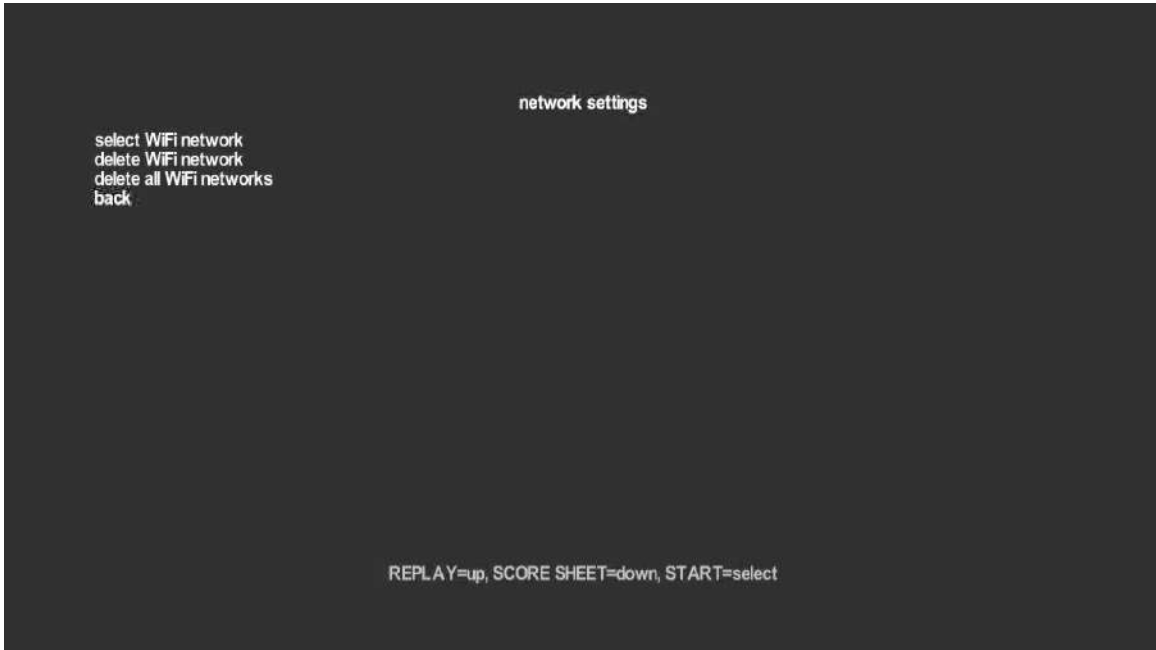 network settings
select WiFi network
delete WiFi network
delete all WiFi networks
back
REPLAY=up, SCORE SHEET=down, START=select